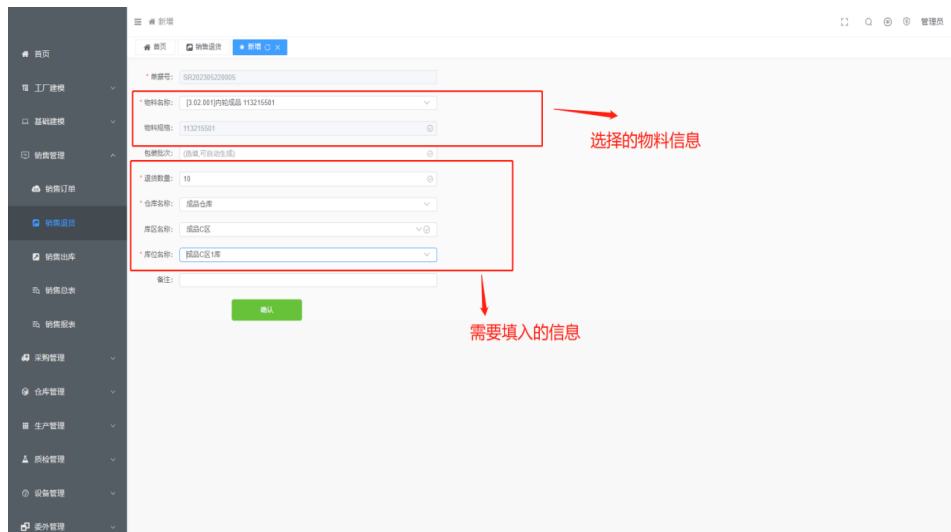 新增
管理员
首页
销售退货
新增
首页
工厂建模
基础建模
销售管理
销售订单
销售退货
销售出库
销售总表
销售报表
采购管理
仓库管理
生产管理
质检管理
设备管理
委外管理
* 单据号: SR202305220005
* 物料名称: [3.02.001]内轮成品 113215501
物料规格: 113215501
包装批次: (选填,可自动生成)
* 退货数量: 10
* 仓库名称: 成品仓库
库区名称: 成品C区
* 库位名称: 成品C区1库
备注:
确认
选择的物料信息
需要填入的信息